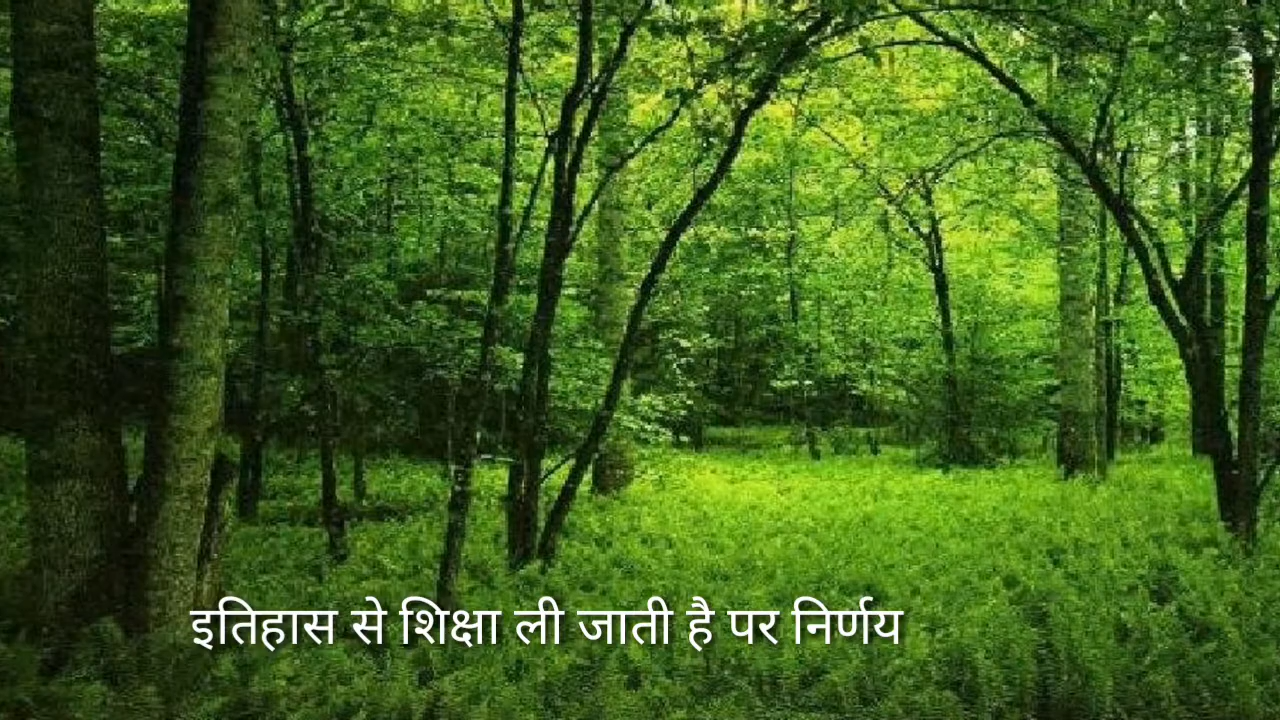 इतिहास से शिक्षा ली जाती है पर निर्णय